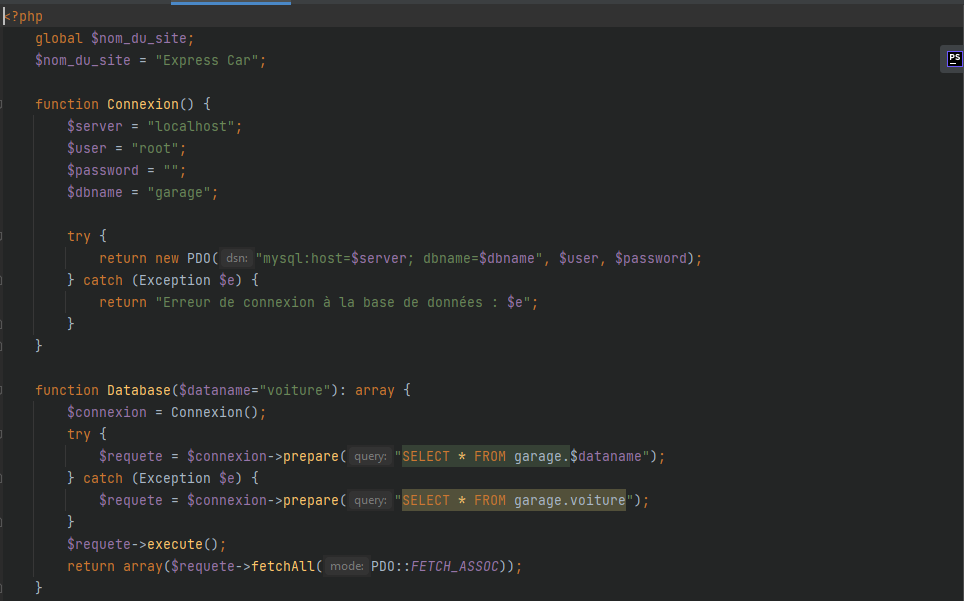 <?php
global $nom_du_site;
$nom_du_site = "Express Car";
PS
function Connexion() {
$server = "localhost";
$user = "root";
$password = "";
$dbname = "garage";
try {
return new PDO( dsn: "mysql:host=$server; dbname=$dbname", $user, $password);
} catch (Exception $e) {
return "Erreur de connexion à la base de données : $e";
}
}
function Database($dataname="voiture"): array {
$connexion = Connexion();
try {
$requete = $connexion->prepare( query: "SELECT * FROM garage.$dataname");
} catch (Exception $e) {
$requete = $connexion->prepare( query: "SELECT * FROM garage.voiture");
}
$requete->execute();
return array($requete->fetchAll( mode: PDO::FETCH_ASSOC));
}